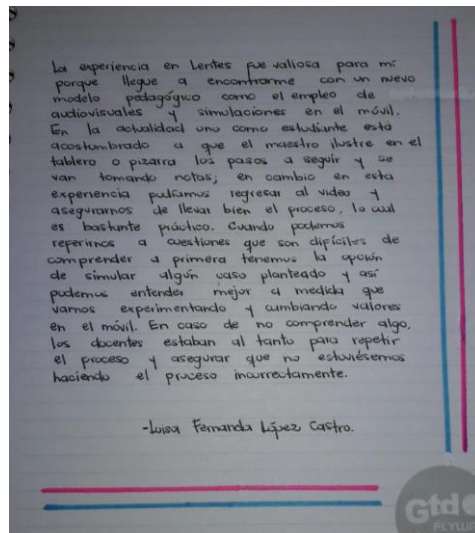 La experiencia en Lentes fue valiosa para mí
porque llegue a encontrarme con un nuevo
modelo pedagógico como el empleo de
audiovisuales y simulaciones en el móvil.
En la actualidad uno como estudiante está
acostumbrado a que el maestro ilustre en el
tablero o pizarra los pasos a seguir y se
van tomando notas; en cambio en esta
experiencia pudíamos regresar al video y
asegurarnos de llevar bien el proceso, lo cual
es bastante práctico. Cuando podemos
referirnos a cuestiones que son difíciles de
comprender a primera tenemos la opción
de simular algún caso planteado y así
podemos entender mejor a medida que
vamos experimentando y cambiando valores
en el móvil. En caso de no comprender algo,
los docentes estaban al tanto para repetir
el proceso y asegurar que no estuviésemos
haciendo el proceso incorrectamente.
-Luisa Fernanda López Castro.
Gtd